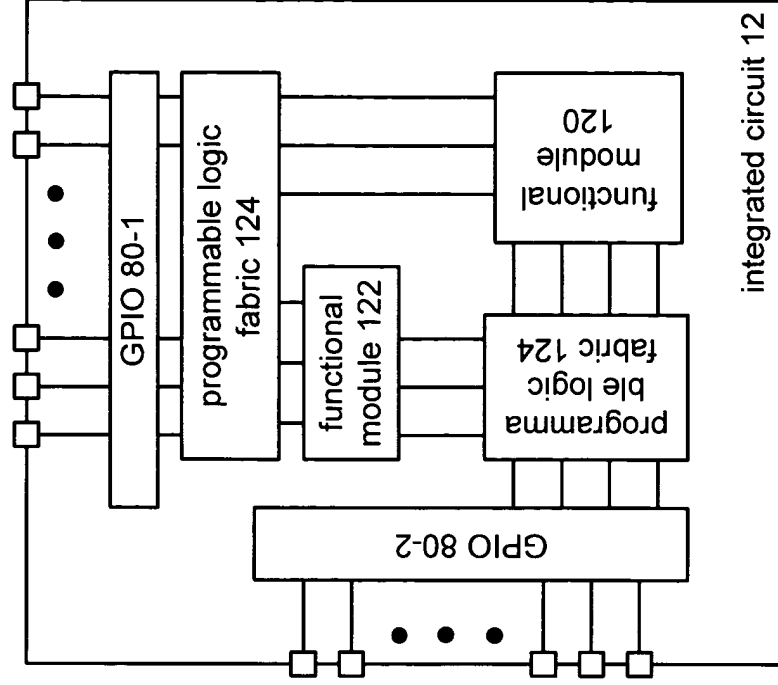 GPIO 80-1
programmable logic
fabric 124
functional
module 122
functional
module
120
programma
ble logic
fabric 124
GPIO 80-2
integrated circuit 12